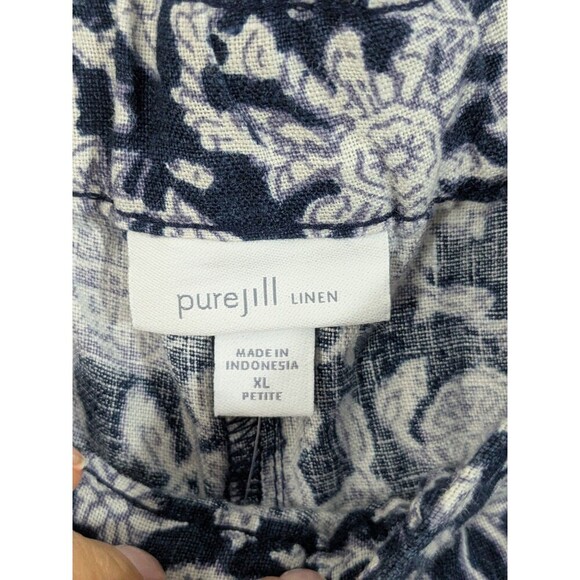 purejill LINEN
MADE IN
INDONESIA
XL
PETITE